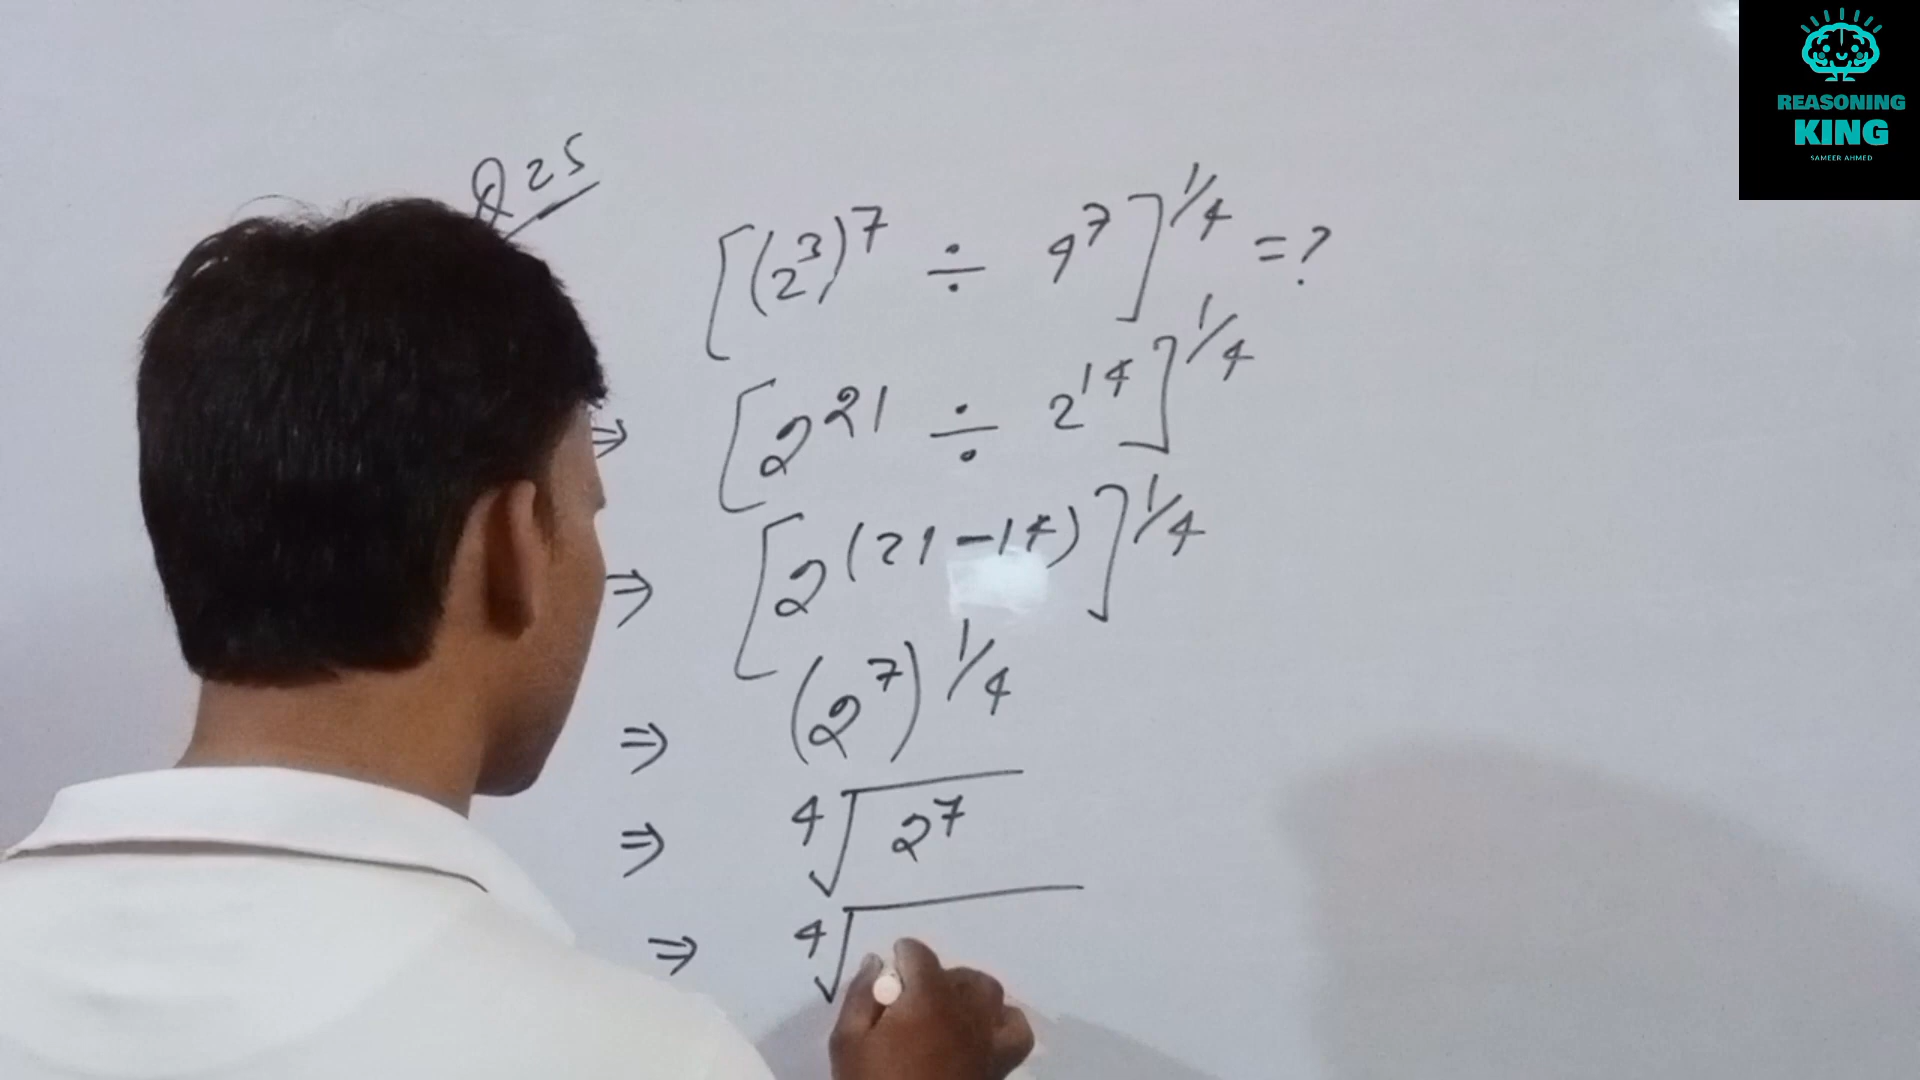 Q 25
[(2³)⁷ ÷ 4⁷]^1/4 = ?
⇒ [2²¹ ÷ 2¹⁴]^1/4
⇒ [2^(21-14)]^1/4
⇒ (2⁷)^1/4
⇒ ⁴√2⁷
⇒ ⁴√
REASONING
KING
SAMEER AHMED